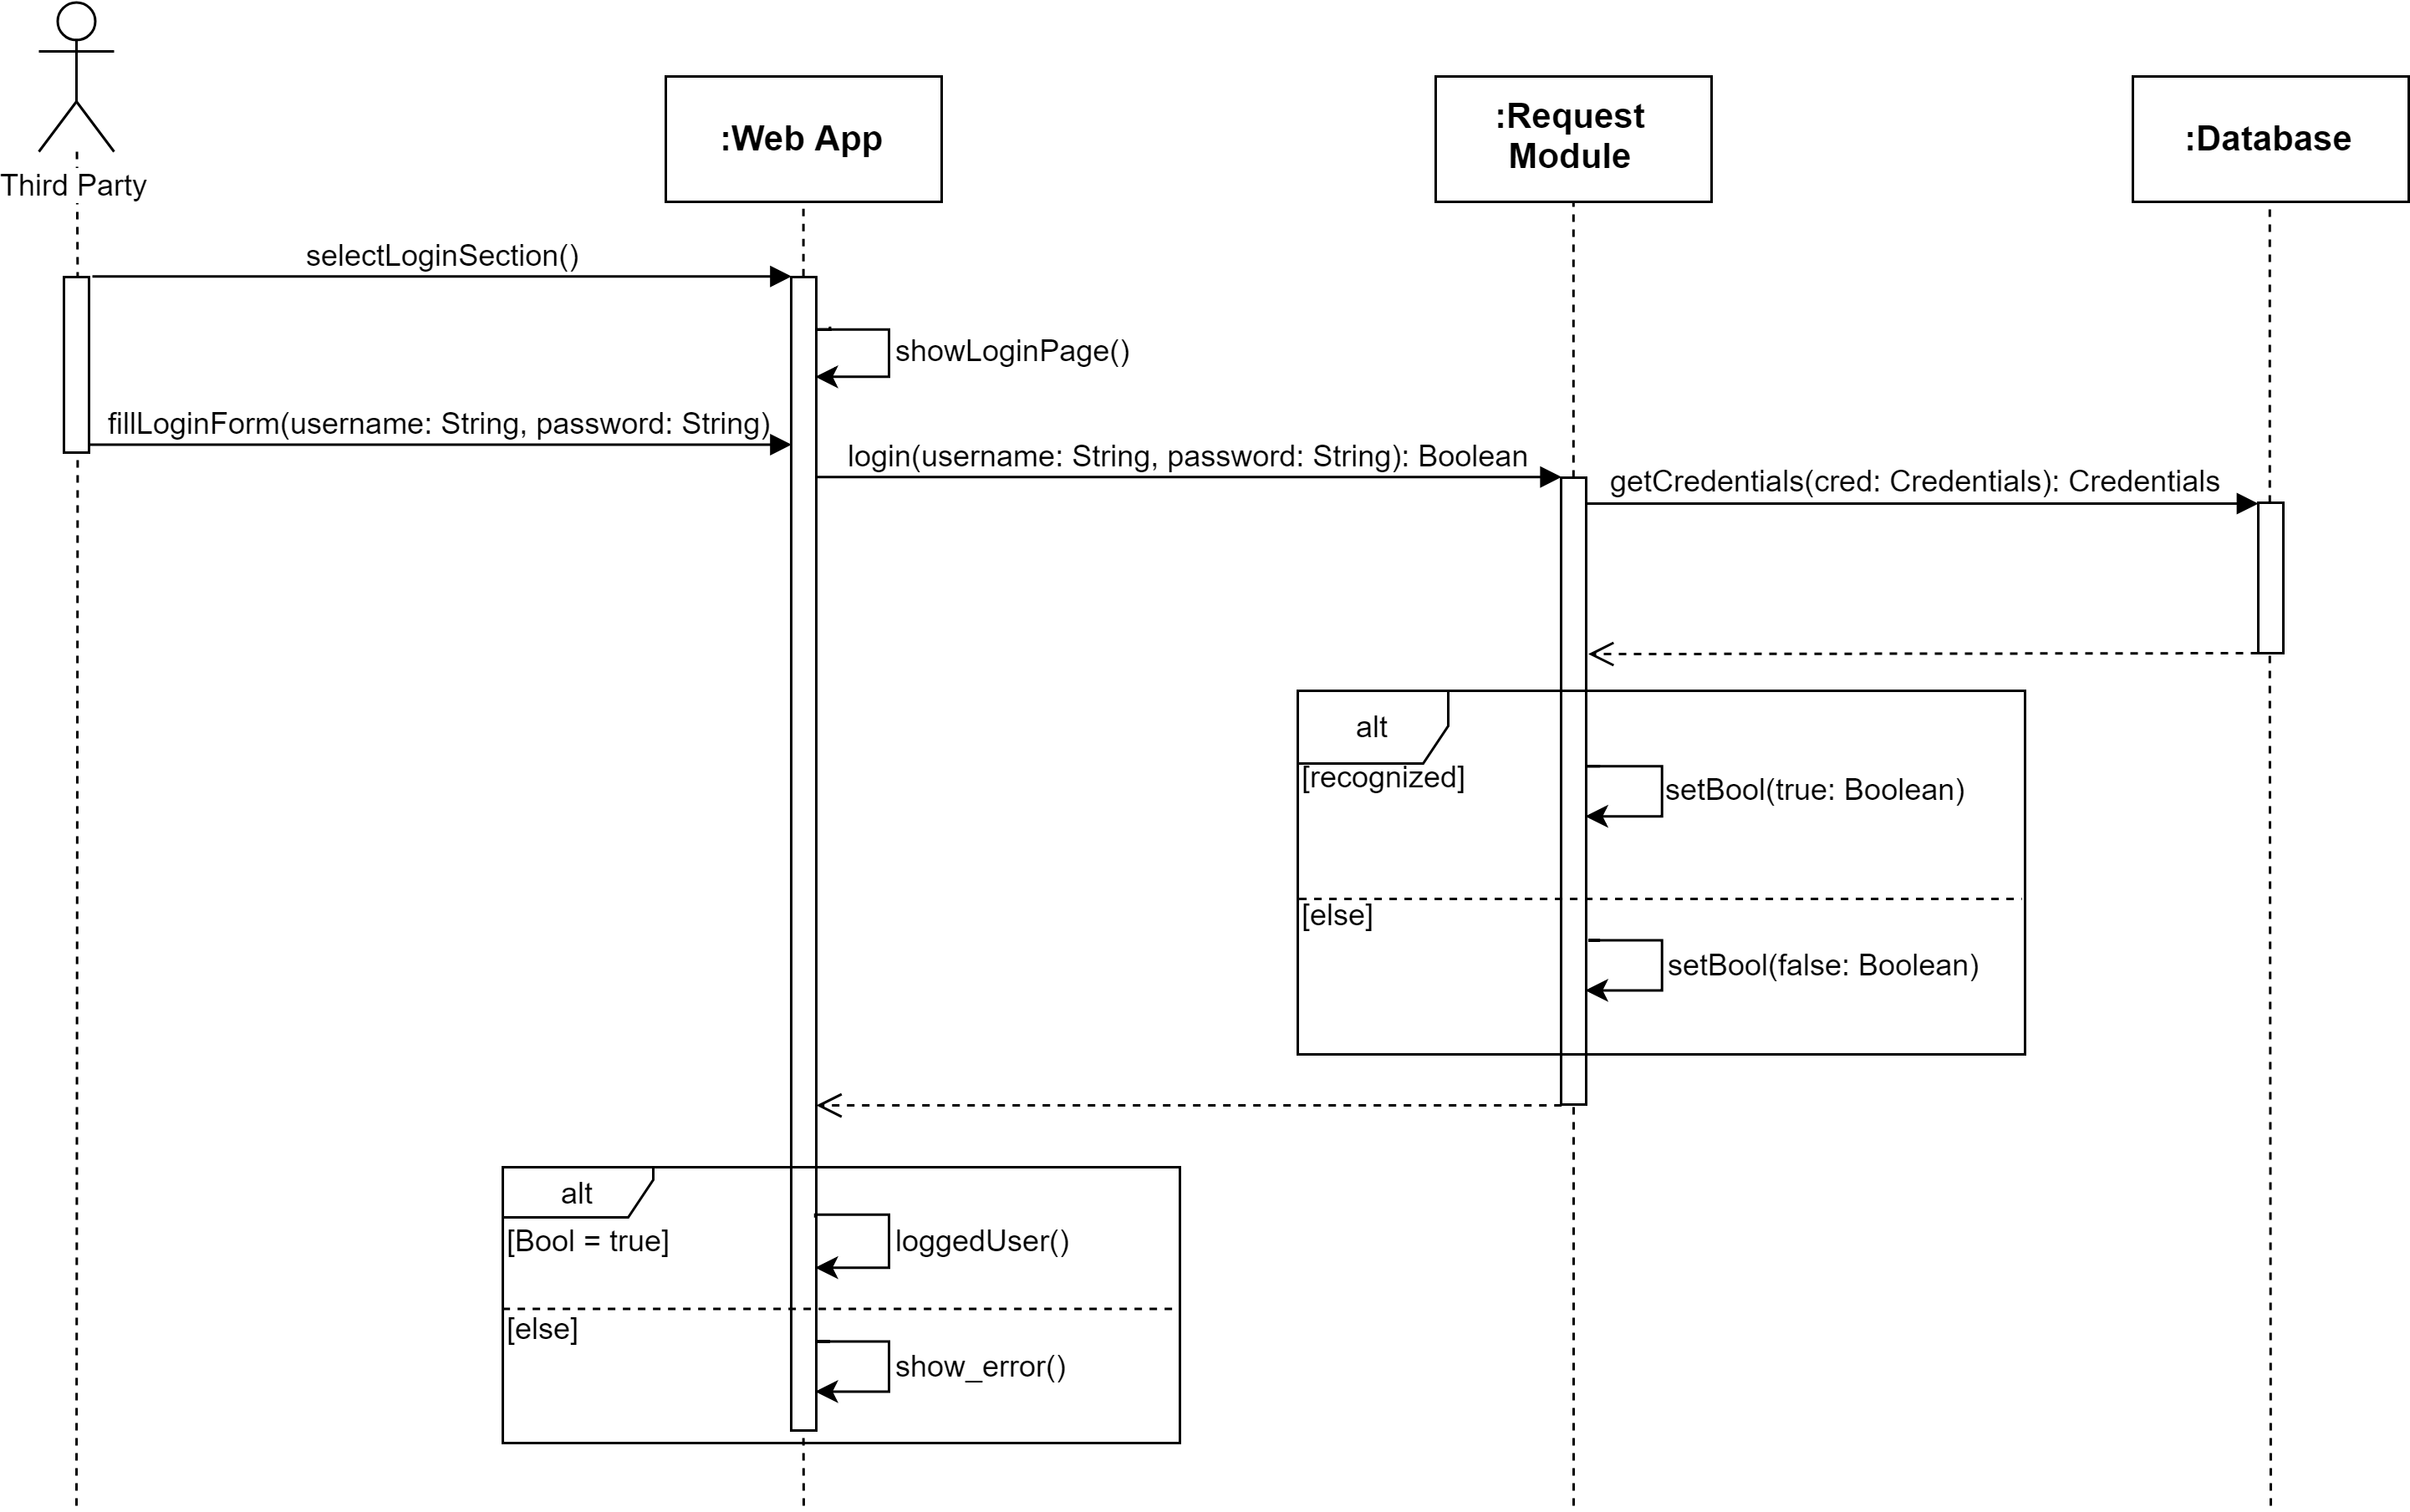 Third Party
:Web App
:Request
Module
:Database
selectLoginSection()
showLoginPage()
fillLoginForm(username: String, password: String)
login(username: String, password: String): Boolean
getCredentials(cred: Credentials): Credentials
alt
[recognized]
setBool(true: Boolean)
[else]
setBool(false: Boolean)
alt
[Bool = true]
loggedUser()
[else]
show_error()